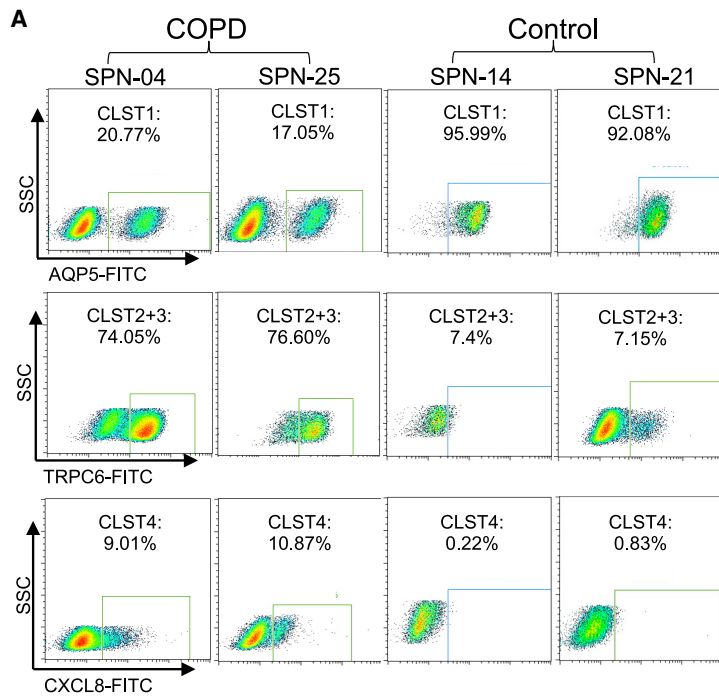 A
COPD
Control
SPN-04
SPN-25
SPN-14
SPN-21
CLST1:
20.77%
CLST1:
17.05%
CLST1:
95.99%
CLST1:
92.08%
SSC
AQP5-FITC
CLST2+3:
74.05%
CLST2+3:
76.60%
CLST2+3:
7.4%
CLST2+3:
7.15%
SSC
TRPC6-FITC
CLST4:
9.01%
CLST4:
10.87%
CLST4:
0.22%
CLST4:
0.83%
SSC
CXCL8-FITC